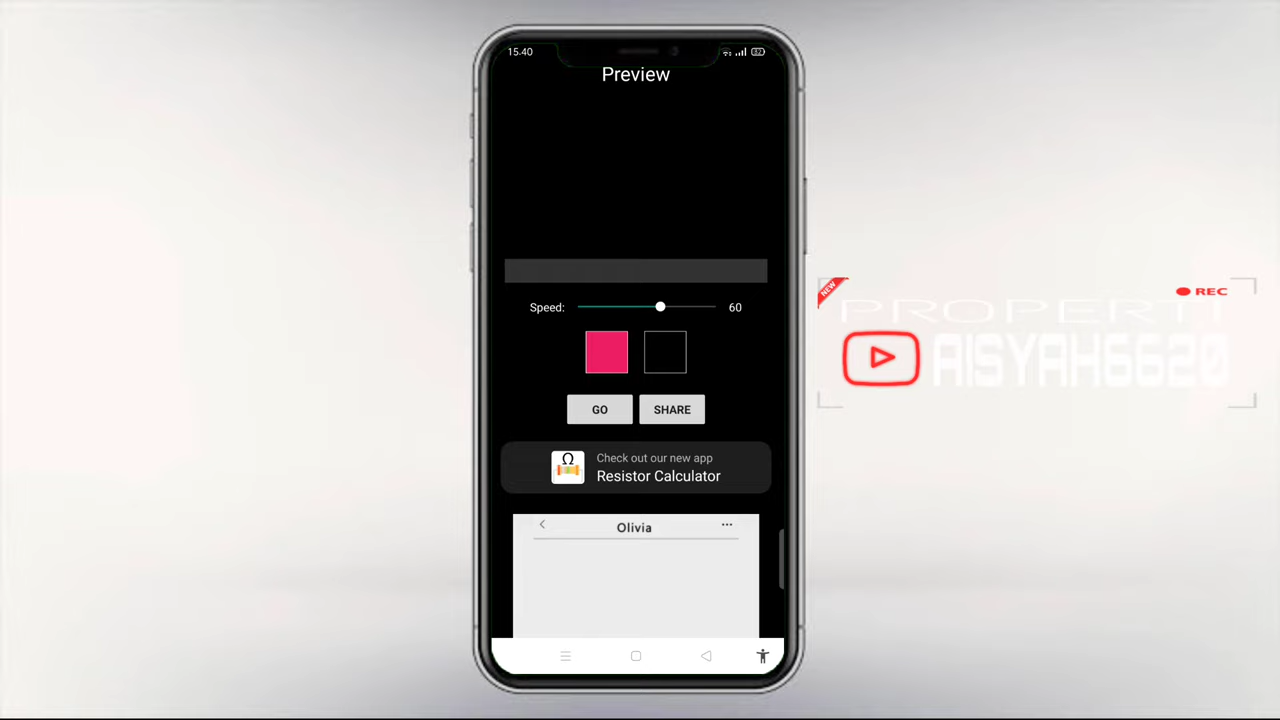 15.40
Preview
Speed: 60
GO SHARE
Check out our new app
Resistor Calculator
Olivia
NEW
REC
PROPERTI
AISYAH6620